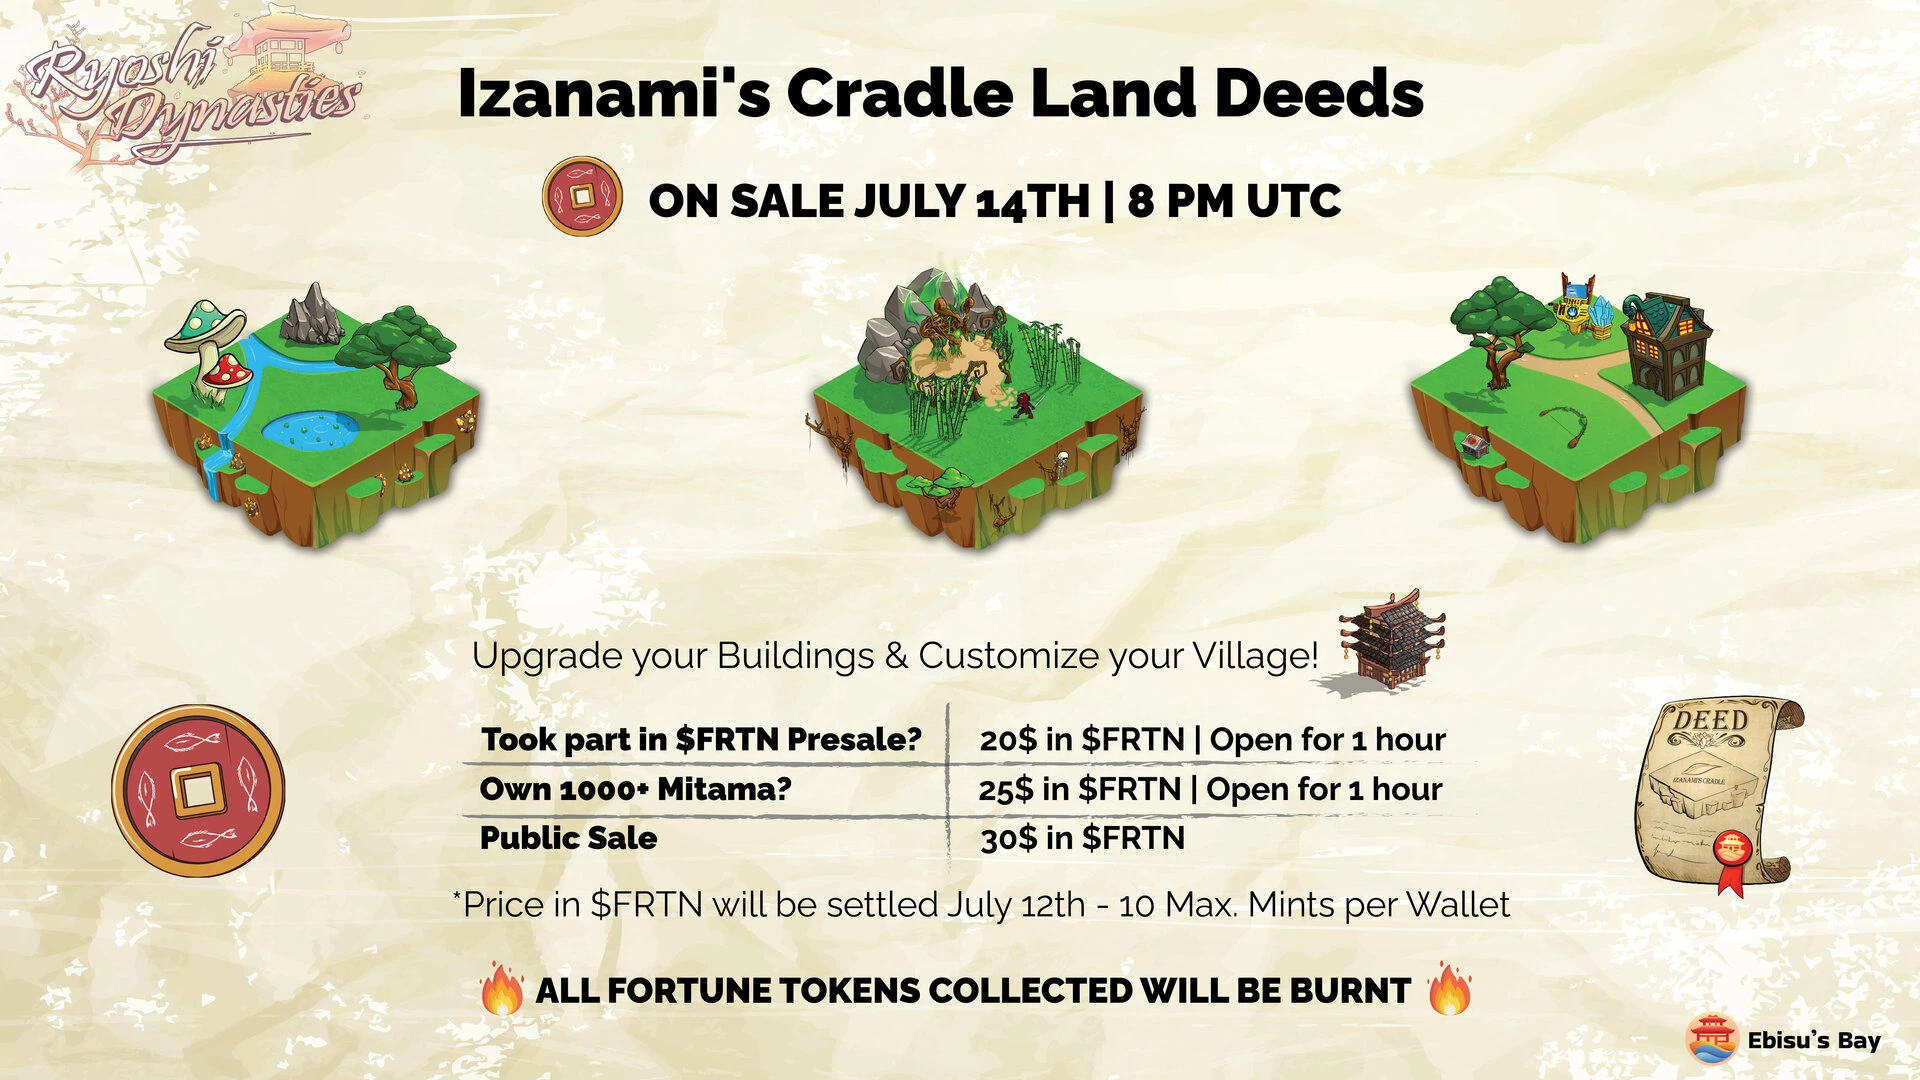 Ryoshi
Dynasties
Izanami's Cradle Land Deeds
ON SALE JULY 14TH | 8 PM UTC
Upgrade your Buildings & Customize your Village!
Took part in $FRTN Presale? 20$ in $FRTN | Open for 1 hour
Own 1000+ Mitama? 25$ in $FRTN | Open for 1 hour
Public Sale 30$ in $FRTN
DEED
IZANAMI'S CRADLE
*Price in $FRTN will be settled July 12th - 10 Max. Mints per Wallet
ALL FORTUNE TOKENS COLLECTED WILL BE BURNT
Ebisu's Bay